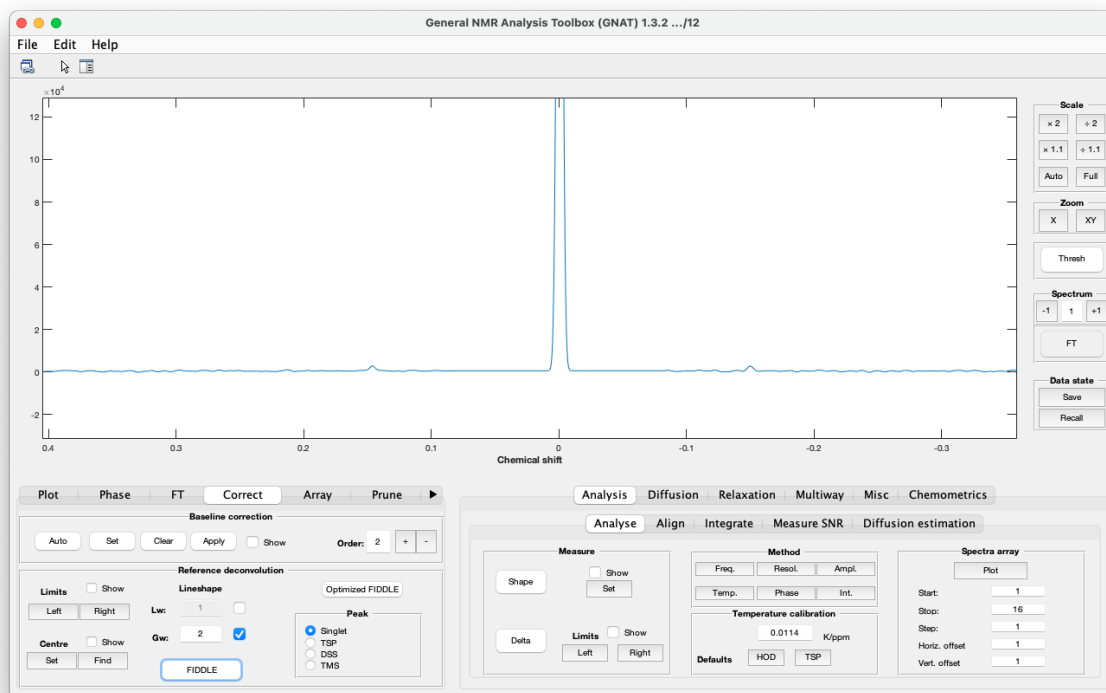 General NMR Analysis Toolbox (GNAT) 1.3.2 .../12
File Edit Help
×10⁴
12
10
8
6
4
2
0
-2
0.4 0.3 0.2 0.1 0 -0.1 -0.2 -0.3
Chemical shift
Scale
× 2 ÷ 2
× 1.1 ÷ 1.1
Auto Full
Zoom
X XY
Thresh
Spectrum
-1 1 +1
FT
Data state
Save
Recall
Plot Phase FT Correct Array Prune
Baseline correction
Auto Set Clear Apply Show Order: 2 + -
Reference deconvolution
Limits Show Lineshape Optimized FIDDLE
Left Right Lw: 1
Peak
Centre Show Gw: 2
Set Find
FIDDLE
Singlet
TSP
DSS
TMS
Analysis Diffusion Relaxation Multiway Misc Chemometrics
Analyse Align Integrate Measure SNR Diffusion estimation
Measure
Shape Show
Set
Delta Limits Show
Left Right
Method
Freq. Resol. Ampl.
Temp. Phase Int.
Temperature calibration
0.0114 K/ppm
Defaults HOD TSP
Spectra array
Plot
Start: 1
Stop: 16
Step: 1
Horiz. offset 1
Vert. offset 1